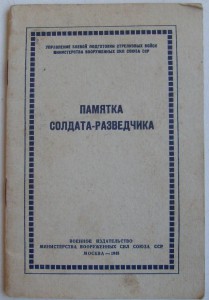 УПРАВЛЕНИЕ БОЕВОЙ ПОДГОТОВКИ СТРЕЛКОВЫХ ВОЙСК
МИНИСТЕРСТВА ВООРУЖЕННЫХ СИЛ СОЮЗА ССР
ПАМЯТКА
СОЛДАТА-РАЗВЕДЧИКА
ВОЕННОЕ ИЗДАТЕЛЬСТВО
МИНИСТЕРСТВА ВООРУЖЕННЫХ СИЛ СОЮЗА ССР
МОСКВА —